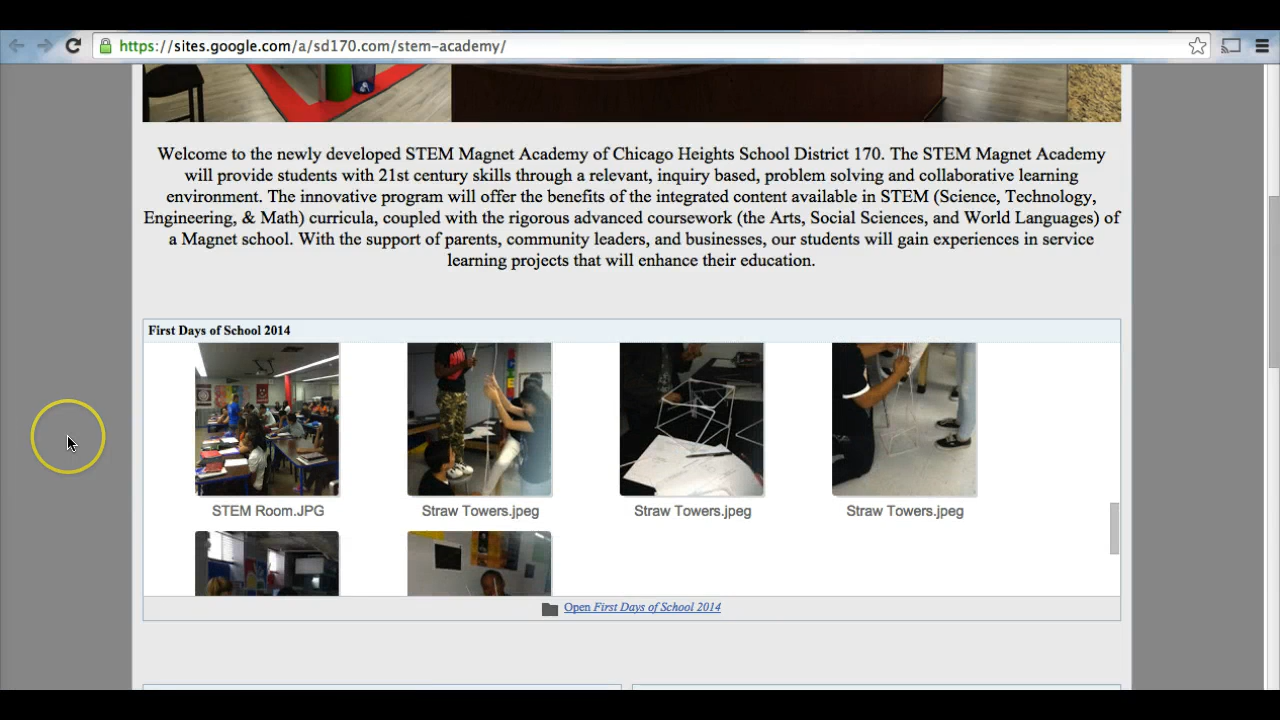 https://sites.google.com/a/sd170.com/stem-academy/
Welcome to the newly developed STEM Magnet Academy of Chicago Heights School District 170. The STEM Magnet Academy
will provide students with 21st century skills through a relevant, inquiry based, problem solving and collaborative learning
environment. The innovative program will offer the benefits of the integrated content available in STEM (Science, Technology,
Engineering, & Math) curricula, coupled with the rigorous advanced coursework (the Arts, Social Sciences, and World Languages) of
a Magnet school. With the support of parents, community leaders, and businesses, our students will gain experiences in service
learning projects that will enhance their education.
First Days of School 2014
STEM Room.JPG
Straw Towers.jpeg
Straw Towers.jpeg
Straw Towers.jpeg
Open First Days of School 2014